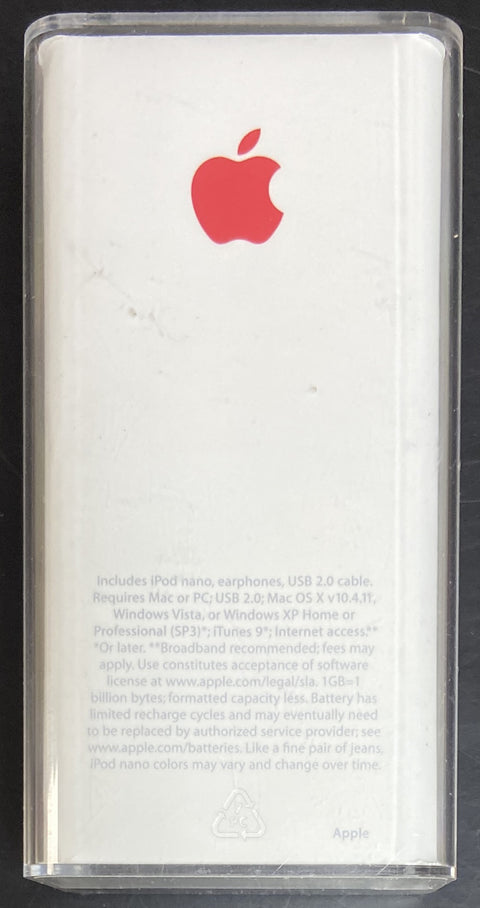 Includes iPod nano, earphones, USB 2.0 cable.
Requires Mac or PC; USB 2.0; Mac OS X v10.4.11*,
Windows Vista, or Windows XP Home or
Professional (SP3)*; iTunes 9*; Internet access.**
*Or later. **Broadband recommended; fees may
apply. Use constitutes acceptance of software
license at www.apple.com/legal/sla. 1GB=1
billion bytes; formatted capacity less. Battery has
limited recharge cycles and may eventually need
to be replaced by authorized service provider; see
www.apple.com/batteries. Like a fine pair of jeans,
iPod nano colors may vary and change over time.
Apple